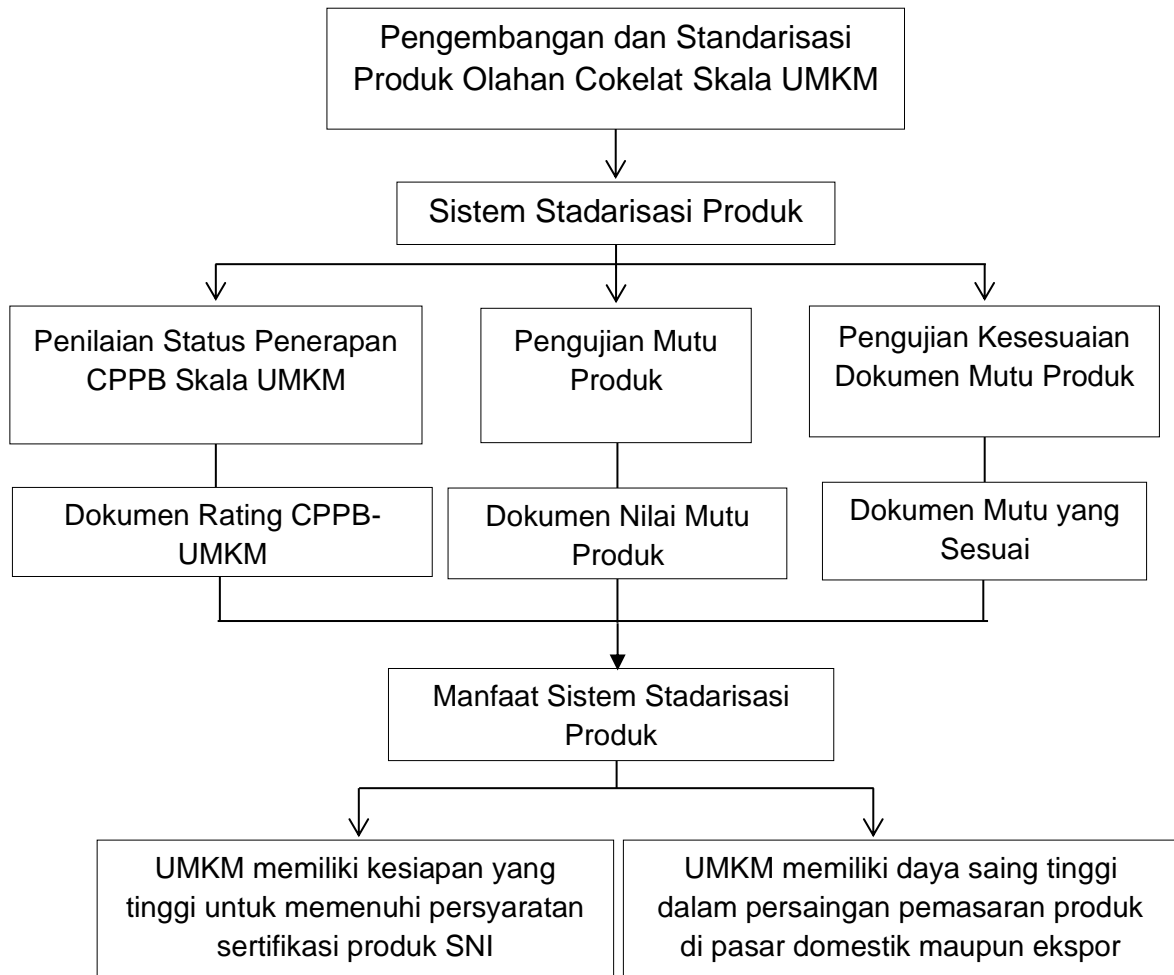 Pengembangan dan Standarisasi
Produk Olahan Cokelat Skala UMKM
Sistem Stadarisasi Produk
Penilaian Status Penerapan
CPPB Skala UMKM
Pengujian Mutu
Produk
Pengujian Kesesuaian
Dokumen Mutu Produk
Dokumen Rating CPPB-
UMKM
Dokumen Nilai Mutu
Produk
Dokumen Mutu yang
Sesuai
Manfaat Sistem Stadarisasi
Produk
UMKM memiliki kesiapan yang
tinggi untuk memenuhi persyaratan
sertifikasi produk SNI
UMKM memiliki daya saing tinggi
dalam persaingan pemasaran produk
di pasar domestik maupun ekspor